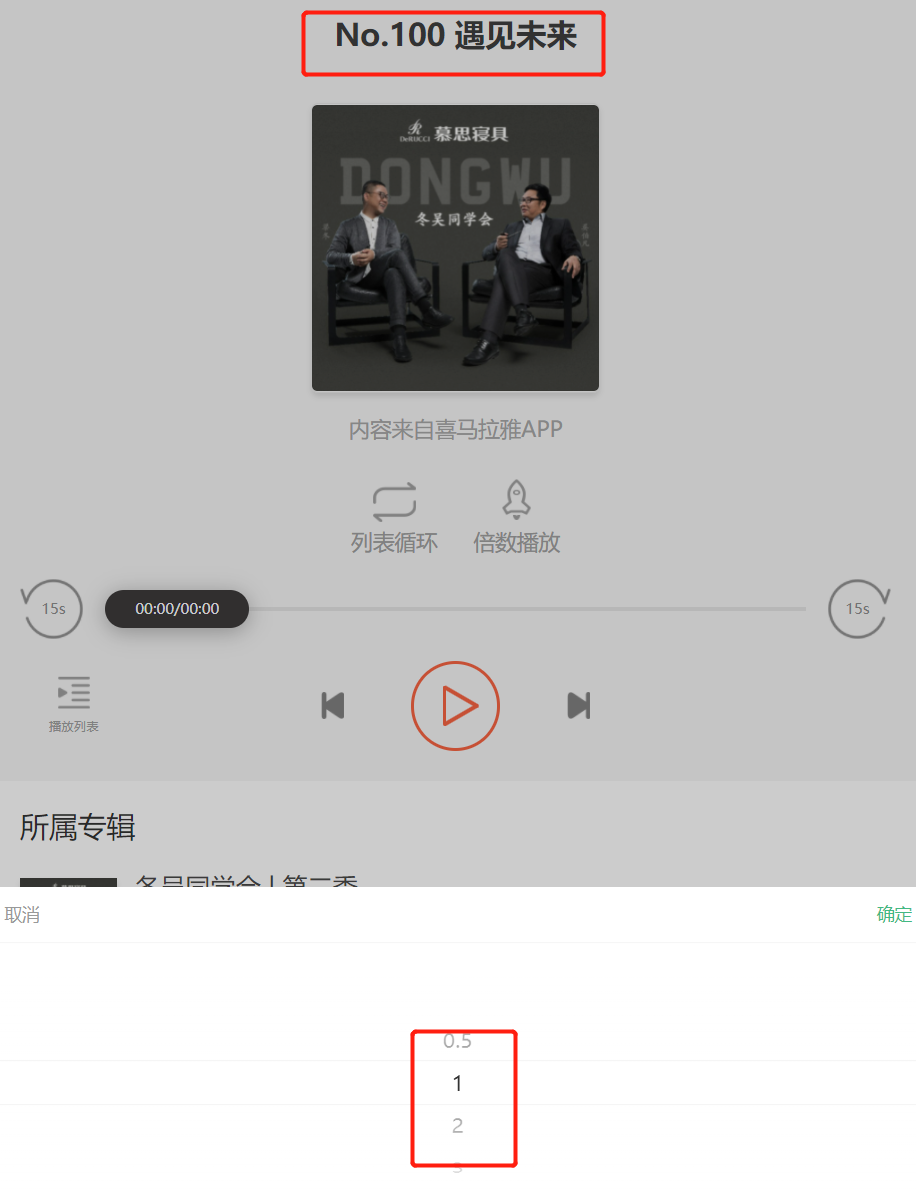 No.100 遇见未来
DeRUCCI 慕思寝具
DONGWU
冬吴同学会
内容来自喜马拉雅APP
列表循环 倍数播放
15s 00:00/00:00 15s
播放列表
所属专辑
冬吴同学会 | 第二季
取消 确定
0.5
1
2
3